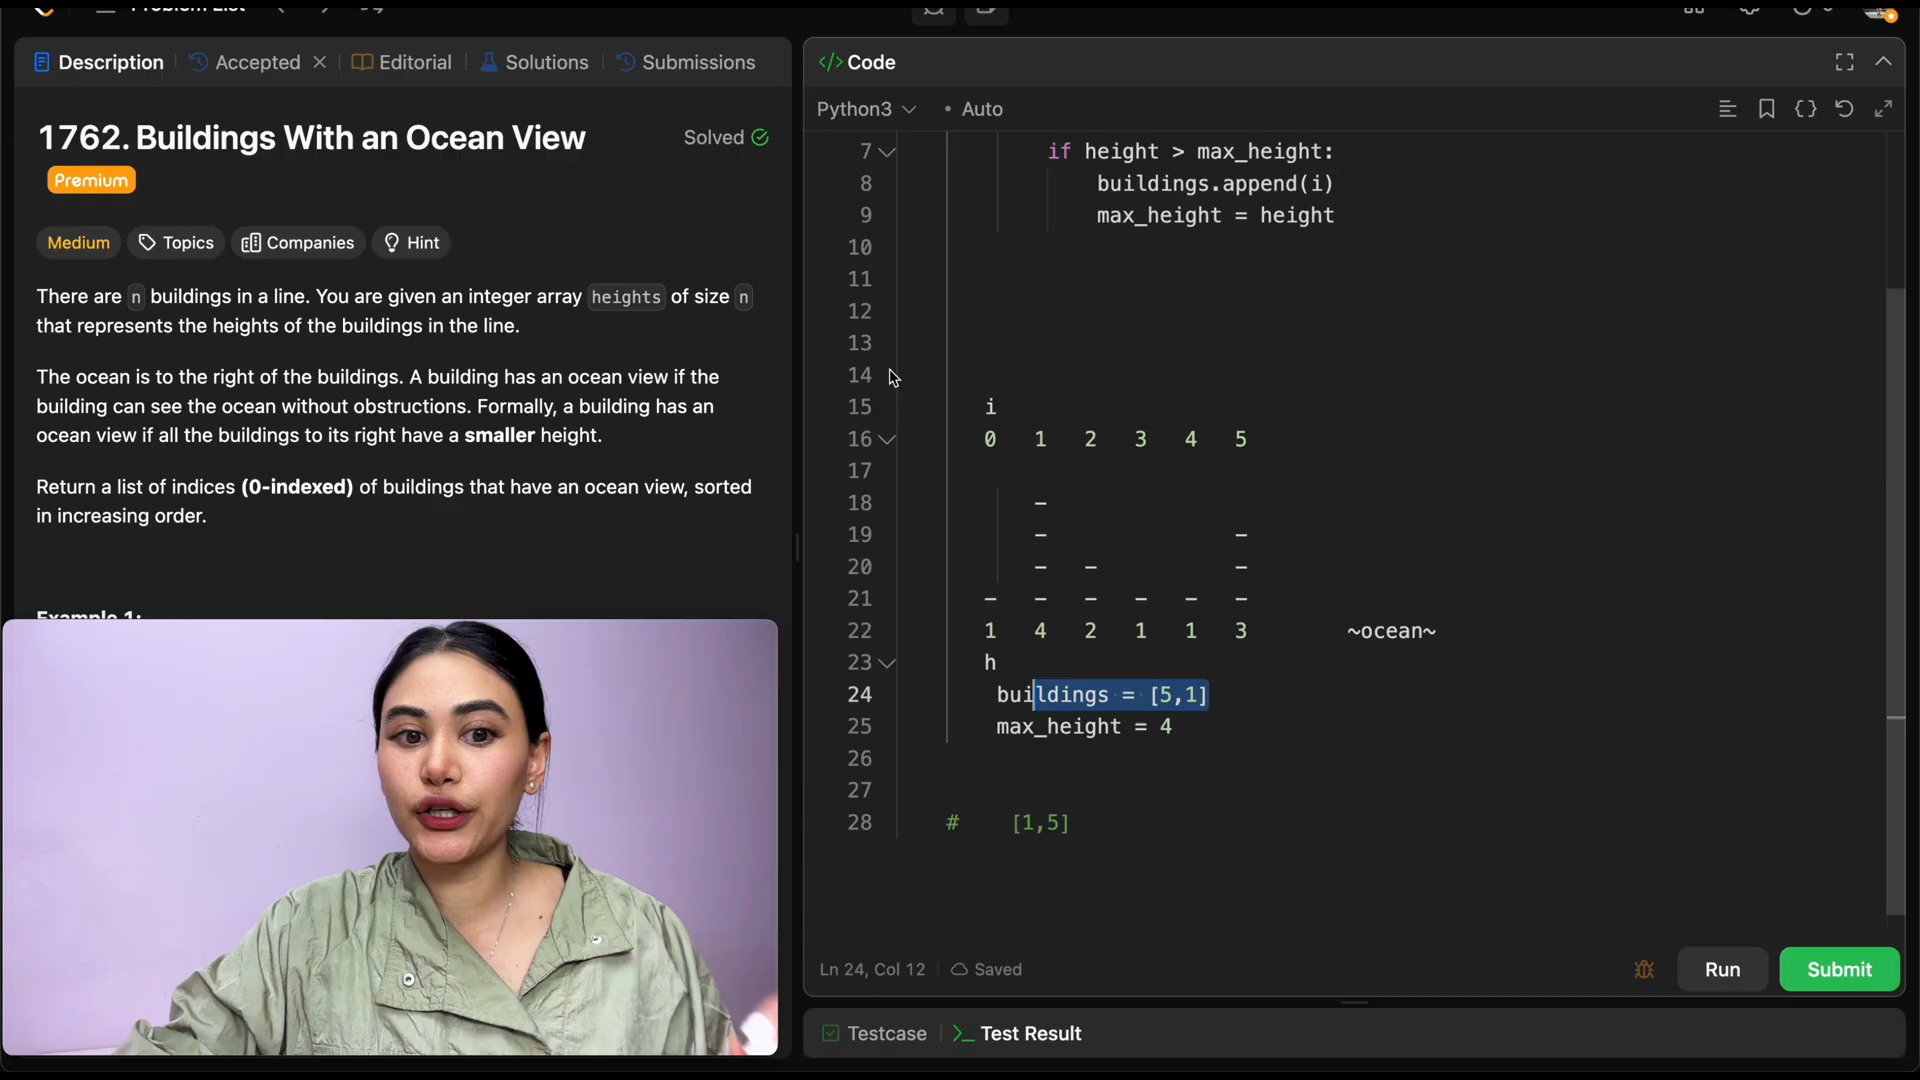 Problem List
Description
Accepted
Editorial
Solutions
Submissions
1762. Buildings With an Ocean View
Solved
Premium
Medium
Topics
Companies
Hint
There are n buildings in a line. You are given an integer array heights of size n
that represents the heights of the buildings in the line.
The ocean is to the right of the buildings. A building has an ocean view if the
building can see the ocean without obstructions. Formally, a building has an
ocean view if all the buildings to its right have a smaller height.
Return a list of indices (0-indexed) of buildings that have an ocean view, sorted
in increasing order.
Example 1:
</> Code
Python3
• Auto
7 if height > max_height:
8 buildings.append(i)
9 max_height = height
10
11
12
13
14
15 i
16 0 1 2 3 4 5
17
18 –
19 – –
20 – – –
21 – – – – – –
22 1 4 2 1 1 3 ~ocean~
23 h
24 buildings = [5,1]
25 max_height = 4
26
27
28 # [1,5]
Ln 24, Col 12
Saved
Run
Submit
Testcase
Test Result